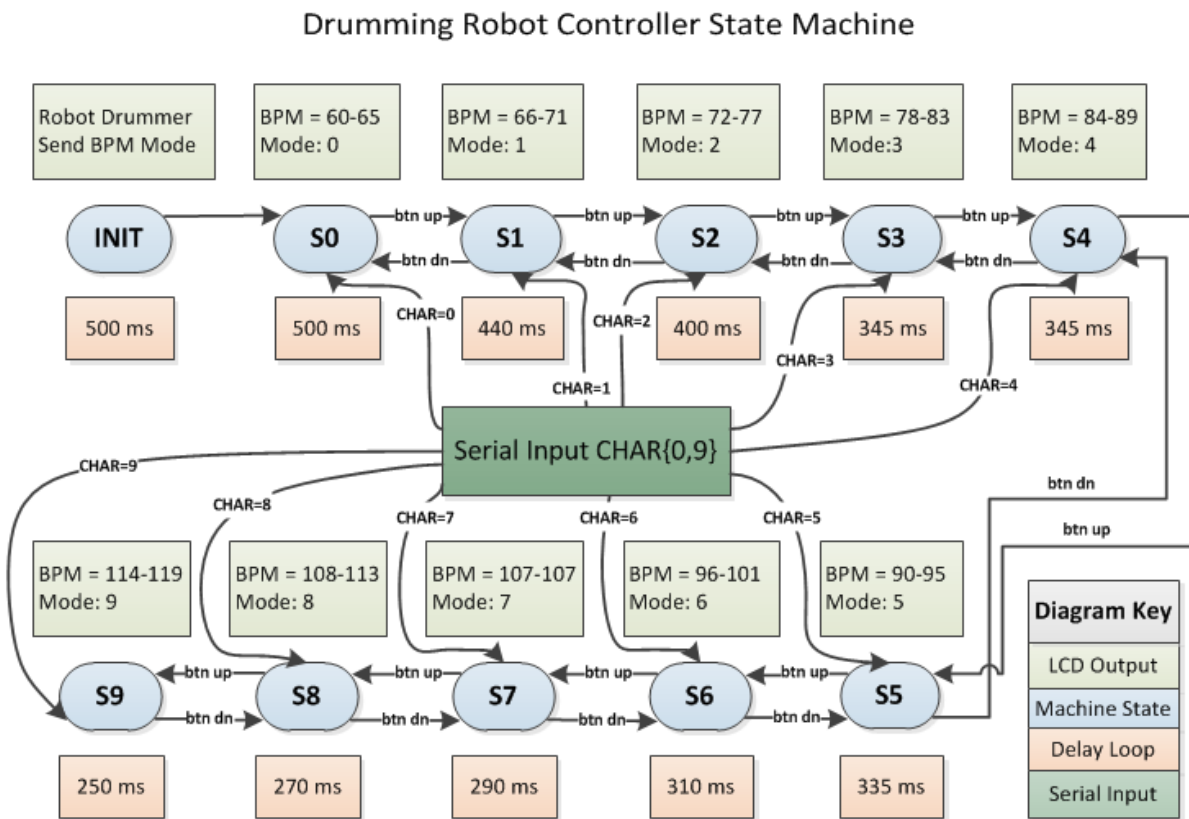 Drumming Robot Controller State Machine
Robot Drummer
Send BPM Mode
BPM = 60-65
Mode: 0
BPM = 66-71
Mode: 1
BPM = 72-77
Mode: 2
BPM = 78-83
Mode:3
BPM = 84-89
Mode: 4
INIT
S0
btn up
btn dn
S1
btn up
btn dn
S2
btn up
btn dn
S3
btn up
btn dn
S4
500 ms
500 ms
440 ms
400 ms
345 ms
345 ms
CHAR=0
CHAR=1
CHAR=2
CHAR=3
CHAR=4
Serial Input CHAR{0,9}
CHAR=9
CHAR=8
CHAR=7
CHAR=6
CHAR=5
btn dn
btn up
BPM = 114-119
Mode: 9
BPM = 108-113
Mode: 8
BPM = 107-107
Mode: 7
BPM = 96-101
Mode: 6
BPM = 90-95
Mode: 5
S9
btn up
btn dn
S8
btn up
btn dn
S7
btn up
btn dn
S6
btn up
btn dn
S5
250 ms
270 ms
290 ms
310 ms
335 ms
Diagram Key
LCD Output
Machine State
Delay Loop
Serial Input